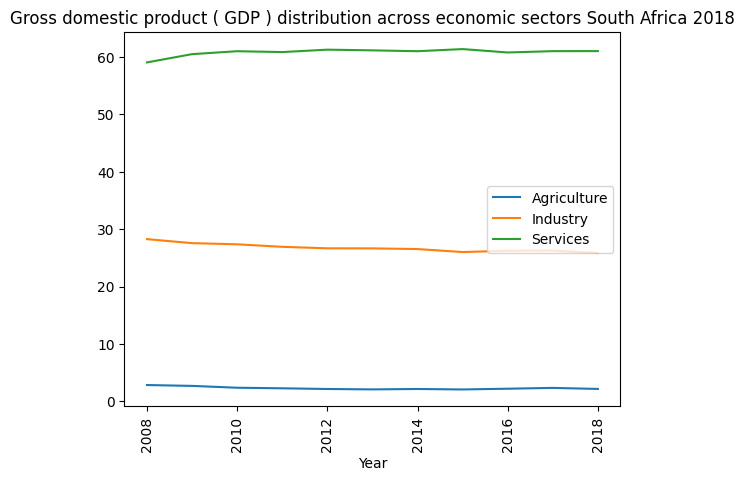 Gross domestic product ( GDP ) distribution across economic sectors South Africa 2018
60
50
40
30
20
10
0
Agriculture
Industry
Services
2008
2010
2012
2014
2016
2018
Year